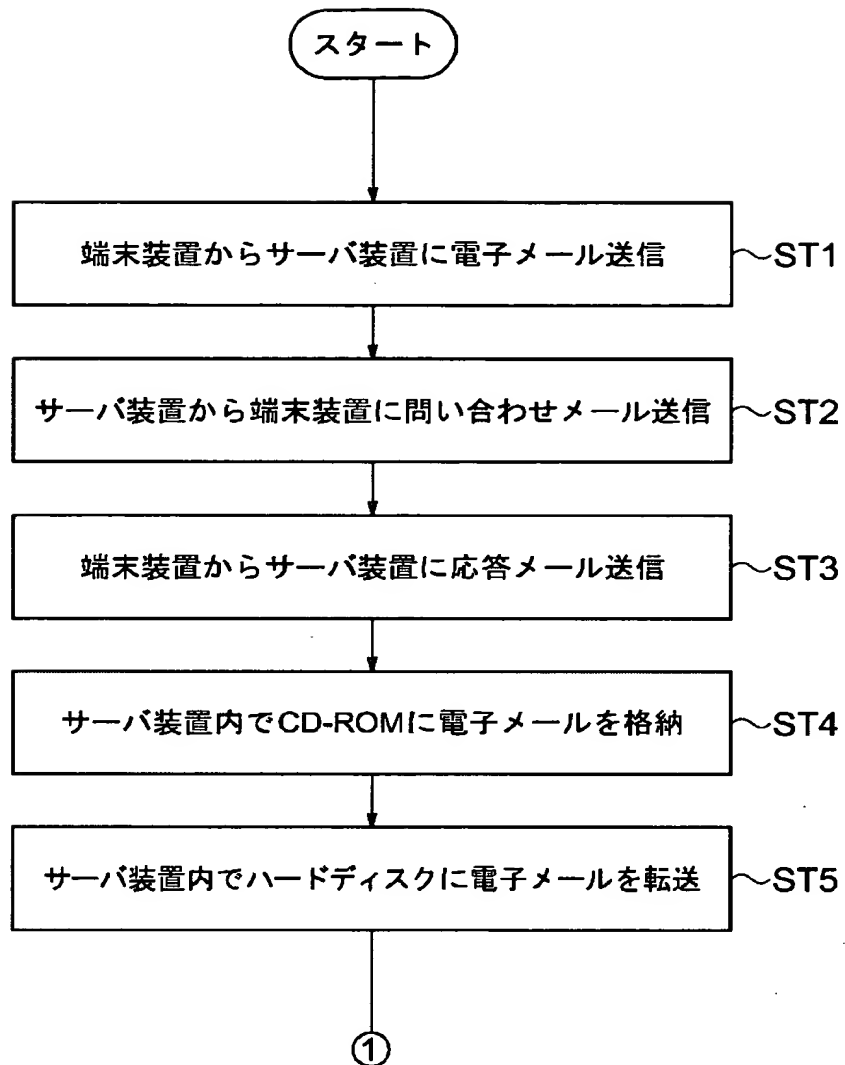 スタート
端末装置からサーバ装置に電子メール送信 ~ST1
サーバ装置から端末装置に問い合わせメール送信 ~ST2
端末装置からサーバ装置に応答メール送信 ~ST3
サーバ装置内でCD-ROMに電子メールを格納 ~ST4
サーバ装置内でハードディスクに電子メールを転送 ~ST5
①